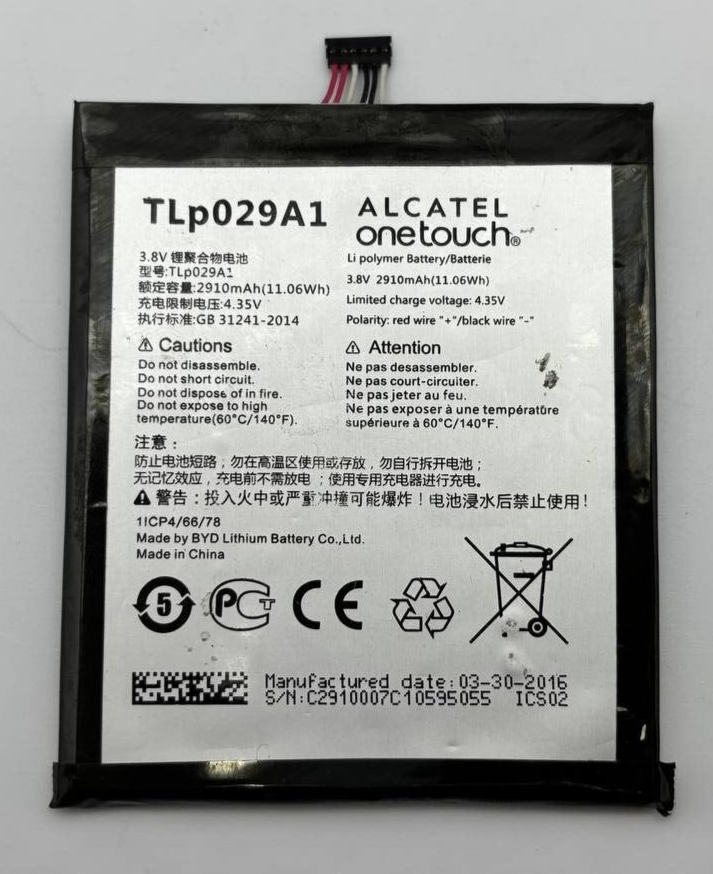 TLp029A1
3.8V 锂聚合物电池
型号:TLp029A1
额定容量:2910mAh(11.06Wh)
充电限制电压:4.35V
执行标准:GB 31241-2014
ALCATEL
onetouch®
Li polymer Battery/Batterie
3.8V 2910mAh(11.06Wh)
Limited charge voltage: 4.35V
Polarity: red wire "+"/black wire "-"
⚠ Cautions
Do not disassemble.
Do not short circuit.
Do not dispose of in fire.
Do not expose to high
temperature(60°C/140°F).
⚠ Attention
Ne pas desassembler.
Ne pas court-circuiter.
Ne pas jeter au feu.
Ne pas exposer à une température
supérieure à 60°C/140°F.
注意：
防止电池短路；勿在高温区使用或存放，勿自行拆开电池；
无记忆效应，充电前不需放电；使用专用充电器进行充电。
⚠ 警告：投入火中或严重冲撞可能爆炸！电池浸水后禁止使用！
1ICP4/66/78
Made by BYD Lithium Battery Co.,Ltd.
Made in China
5 PCT CE
Manufactured date:03-30-2016
S/N:C2910007C10595055 ICS02